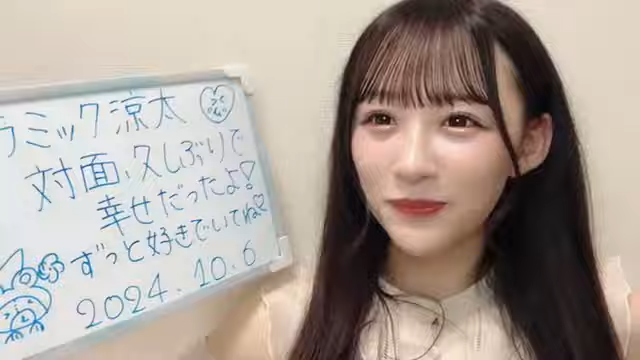 ラミック涼太
対面、久しぶりで
幸せだったよ!
ずっと好きでいてね♡
2024.10.6